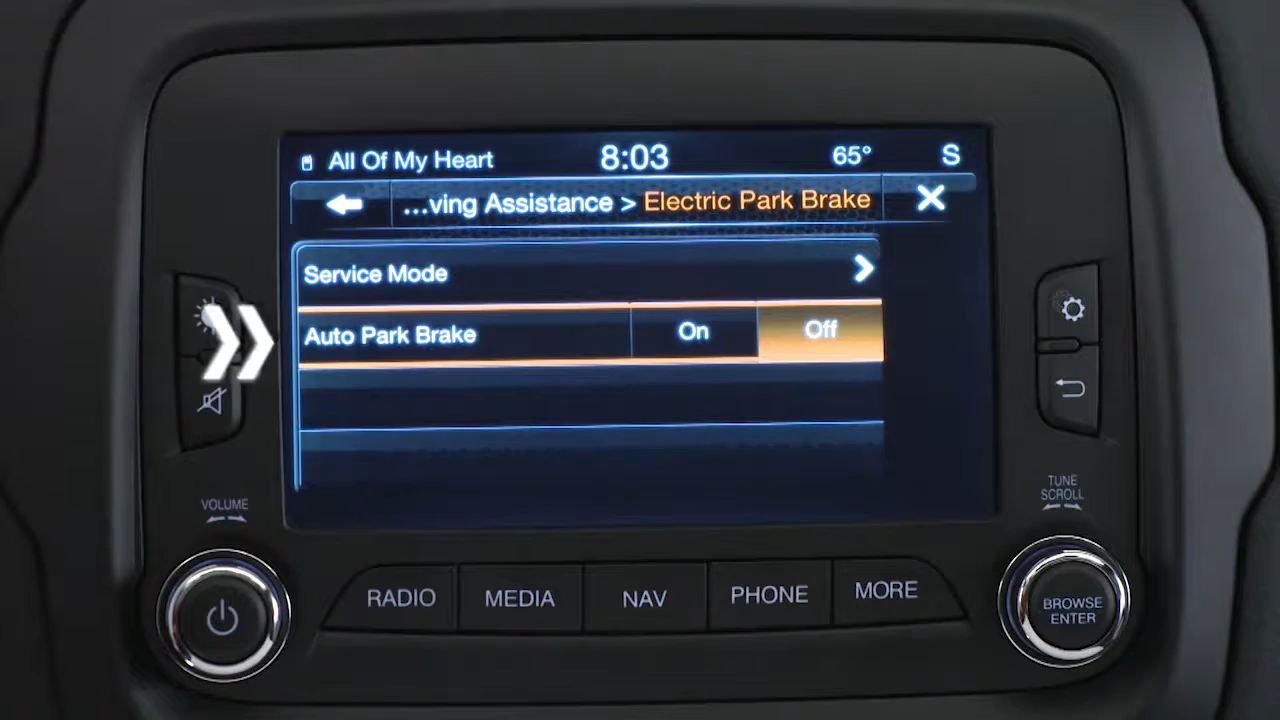 All Of My Heart 8:03 65° S
...ving Assistance > Electric Park Brake
Service Mode
Auto Park Brake On Off
VOLUME
TUNE
SCROLL
RADIO MEDIA NAV PHONE MORE
BROWSE
ENTER